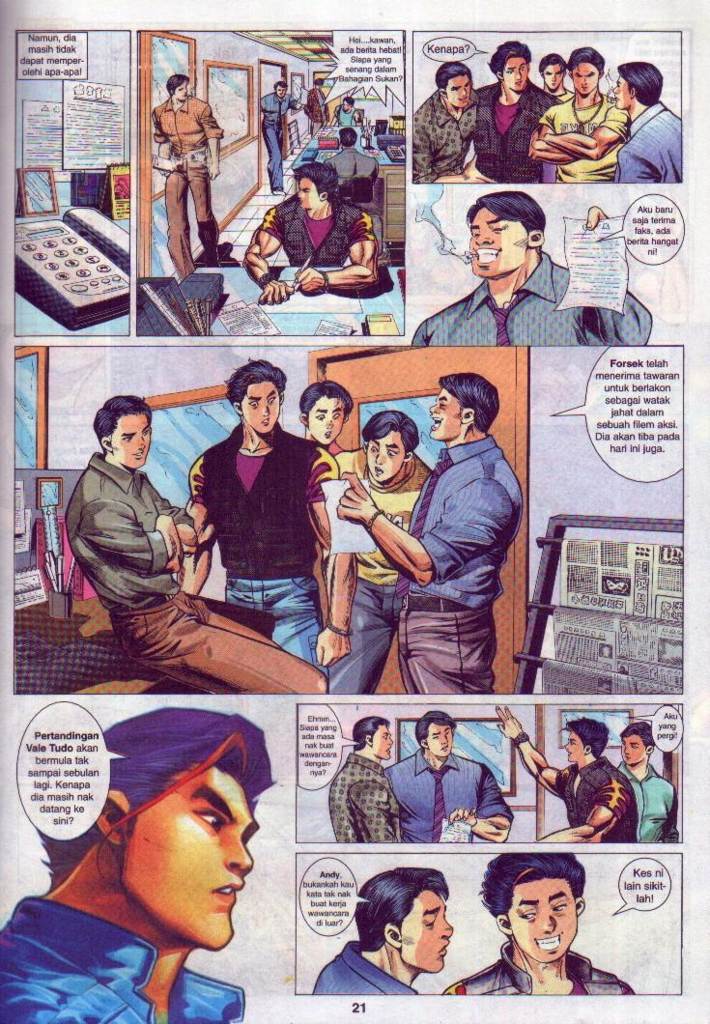 Namun, dia
masih tidak
dapat memper-
olehi apa-apa!
Hei....kawan,
ada berita hebat!
Siapa yang
senang dalam
Bahagian Sukan?
Kenapa?
Aku baru
saja terima
faks, ada
berita hangat
ni!
Forsek telah
menerima tawaran
untuk berlakon
sebagai watak
jahat dalam
sebuah filem aksi.
Dia akan tiba pada
hari ini juga.
Pertandingan
Vale Tudo akan
bermula tak
sampai sebulan
lagi. Kenapa
dia masih nak
datang ke
sini?
Ehmm...
Siapa yang
ada masa
nak buat
wawancara
dengan-
nya?
Aku
yang
pergi!
Andy,
bukankah kau
kata tak nak
buat kerja
wawancara
di luar?
Kes ni
lain sikit-
lah!
21